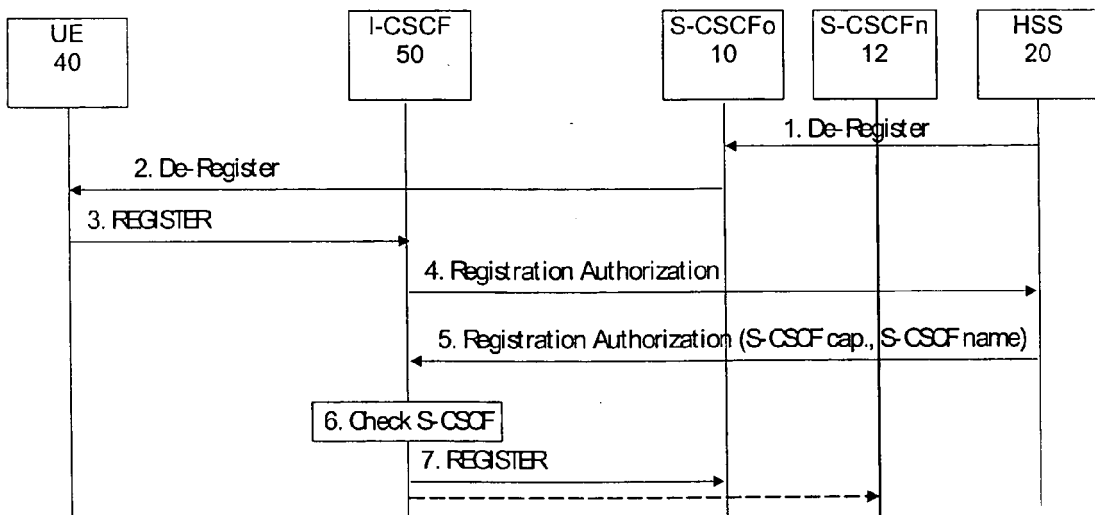 UE
40
I-CSCF
50
S-CSCFo
10
S-CSCFn
12
HSS
20
1. De-Register
2. De-Register
3. REGISTER
4. Registration Authorization
5. Registration Authorization (S-CSCF cap., S-CSCF name)
6. Check S-CSCF
7. REGISTER